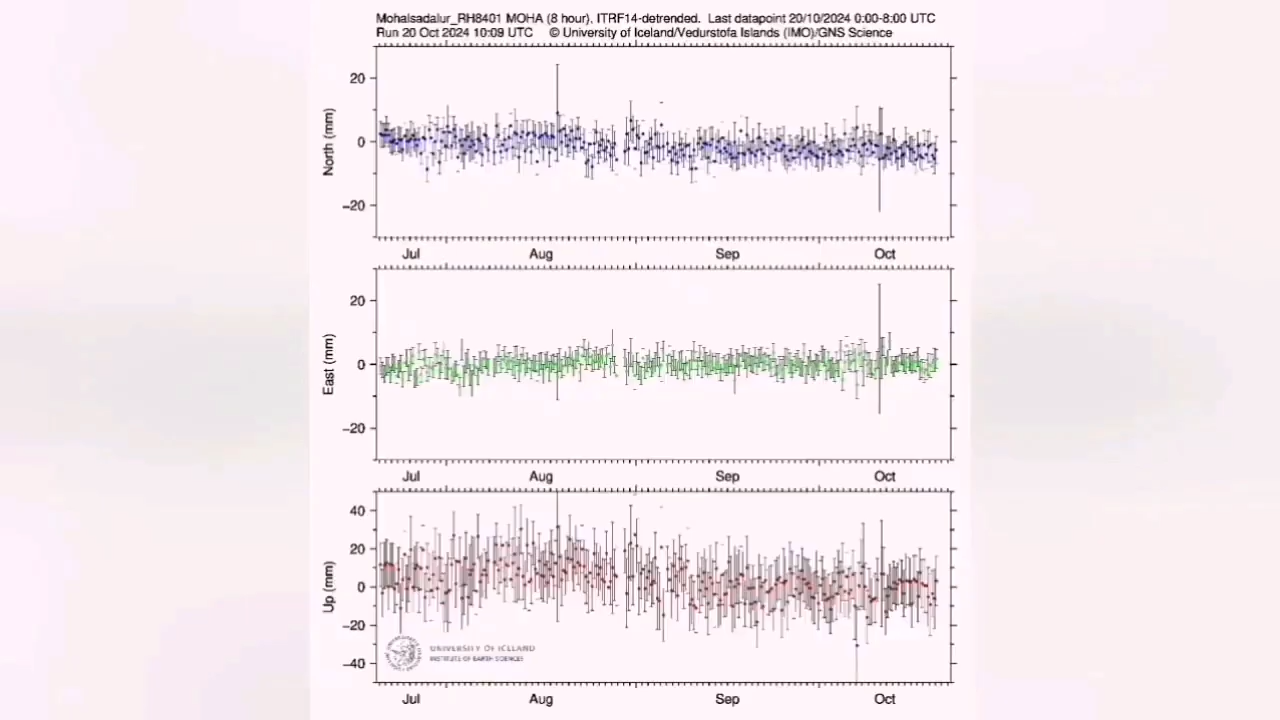 Mohalsadalur_RH8401 MOHA (8 hour), ITRF14-detrended. Last datapoint 20/10/2024 0:00-8:00 UTC
Run 20 Oct 2024 10:09 UTC © University of Iceland/Vedurstofa Islands (IMO)/GNS Science
North (mm)
20
0
−20
Jul Aug Sep Oct
East (mm)
20
0
−20
Jul Aug Sep Oct
Up (mm)
40
20
0
−20
−40
UNIVERSITY OF ICELAND
INSTITUTE OF EARTH SCIENCES
Jul Aug Sep Oct